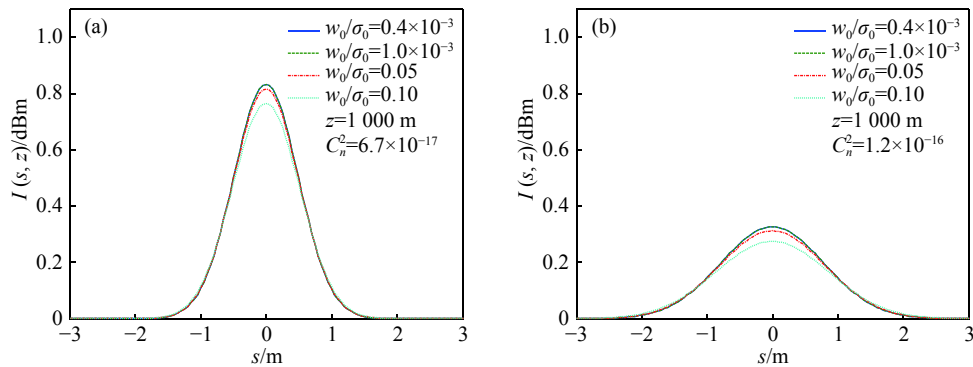 (a)
w₀/σ₀=0.4×10⁻³
w₀/σ₀=1.0×10⁻³
w₀/σ₀=0.05
w₀/σ₀=0.10
z=1 000 m
C²ₙ=6.7×10⁻¹⁷
I (s, z)/dBm
1.0
0.8
0.6
0.4
0.2
0
−3
−2
−1
0
1
2
3
s/m
(b)
w₀/σ₀=0.4×10⁻³
w₀/σ₀=1.0×10⁻³
w₀/σ₀=0.05
w₀/σ₀=0.10
z=1 000 m
C²ₙ=1.2×10⁻¹⁶
I (s, z)/dBm
1.0
0.8
0.6
0.4
0.2
0
−3
−2
−1
0
1
2
3
s/m